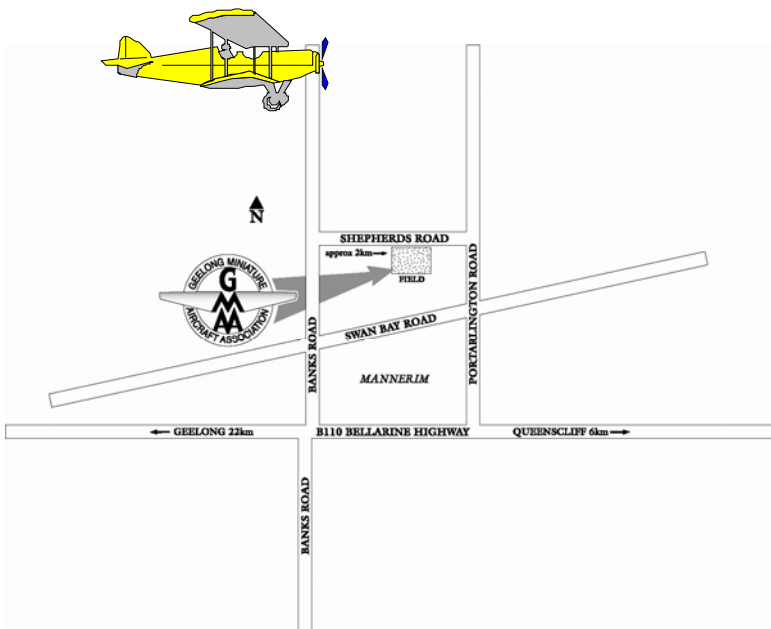 N
SHEPHERDS ROAD
approx 2km
FIELD
GEELONG MINIATURE
GMAA
AIRCRAFT ASSOCIATION
SWAN BAY ROAD
BANKS ROAD
PORTARLINGTON ROAD
MANNERIM
GEELONG 22km
B110 BELLARINE HIGHWAY
QUEENSCLIFF 6km
BANKS ROAD